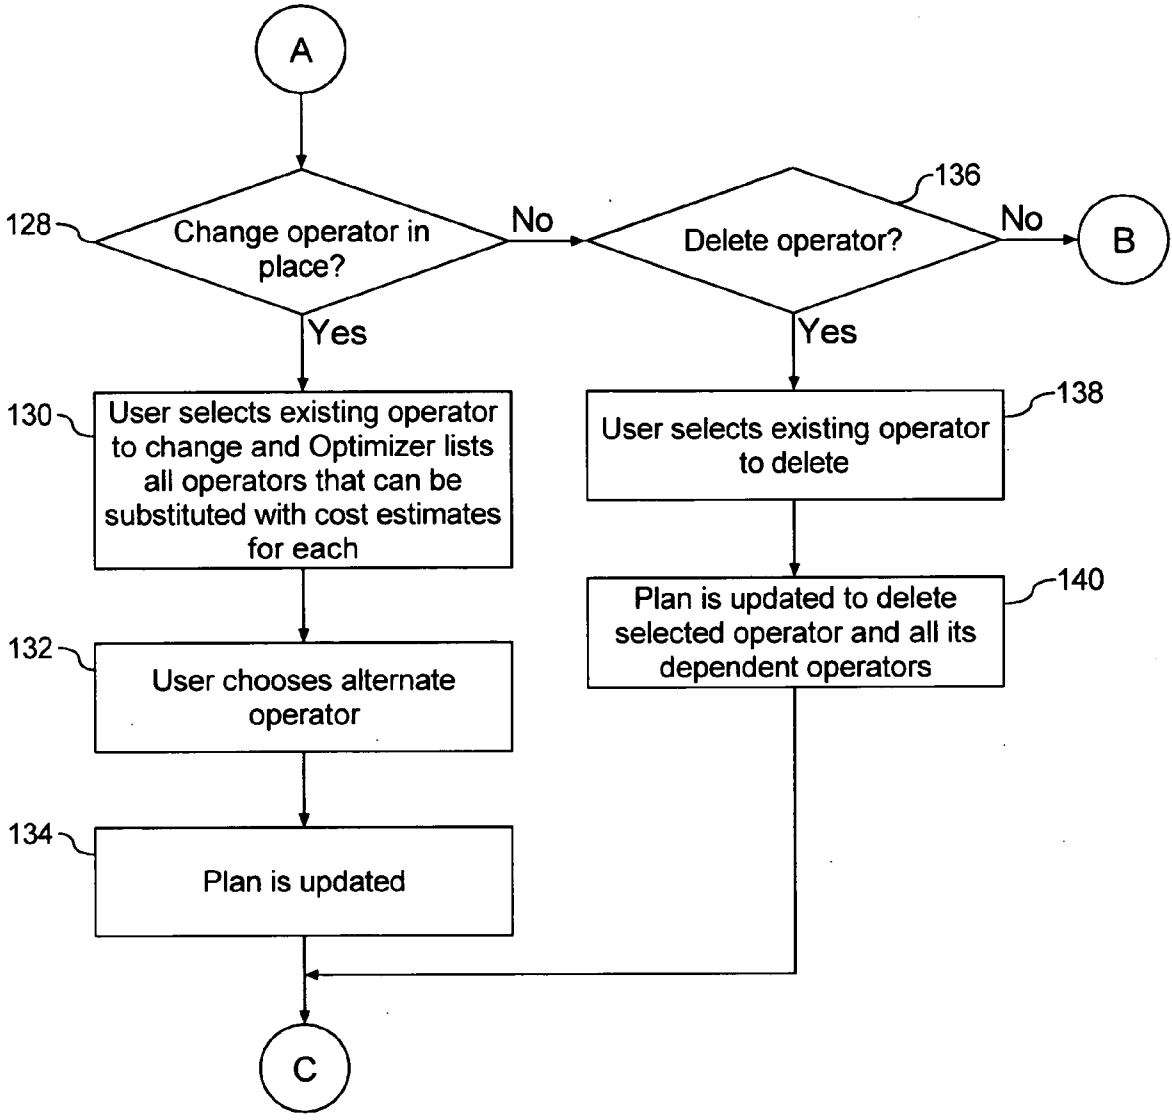 A
128
Change operator in
place?
No
136
Delete operator?
No
B
Yes
Yes
130
User selects existing operator
to change and Optimizer lists
all operators that can be
substituted with cost estimates
for each
138
User selects existing operator
to delete
132
User chooses alternate
operator
140
Plan is updated to delete
selected operator and all its
dependent operators
134
Plan is updated
C